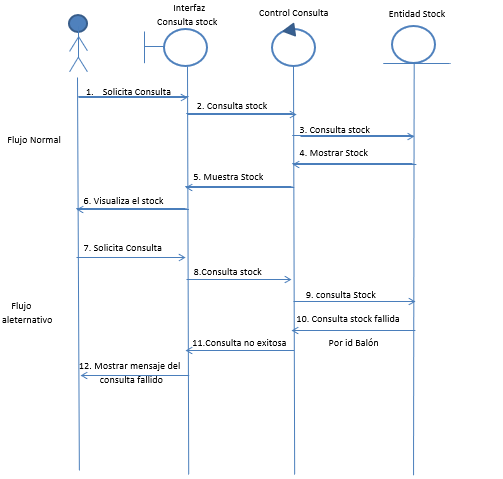 Interfaz
Consulta stock
Control Consulta
Entidad Stock
1. Solicita Consulta
2. Consulta stock
3. Consulta stock
Flujo Normal
4. Mostrar Stock
5. Muestra Stock
6. Visualiza el stock
7. Solicita Consulta
8.Consulta stock
9. consulta Stock
Flujo
aleternativo
10. Consulta stock fallida
Por id Balón
11.Consulta no exitosa
12. Mostrar mensaje del
consulta fallido